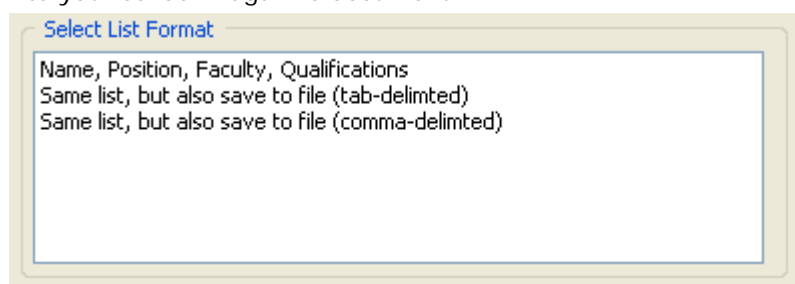 Select List Format
Name, Position, Faculty, Qualifications
Same list, but also save to file (tab-delimted)
Same list, but also save to file (comma-delimted)